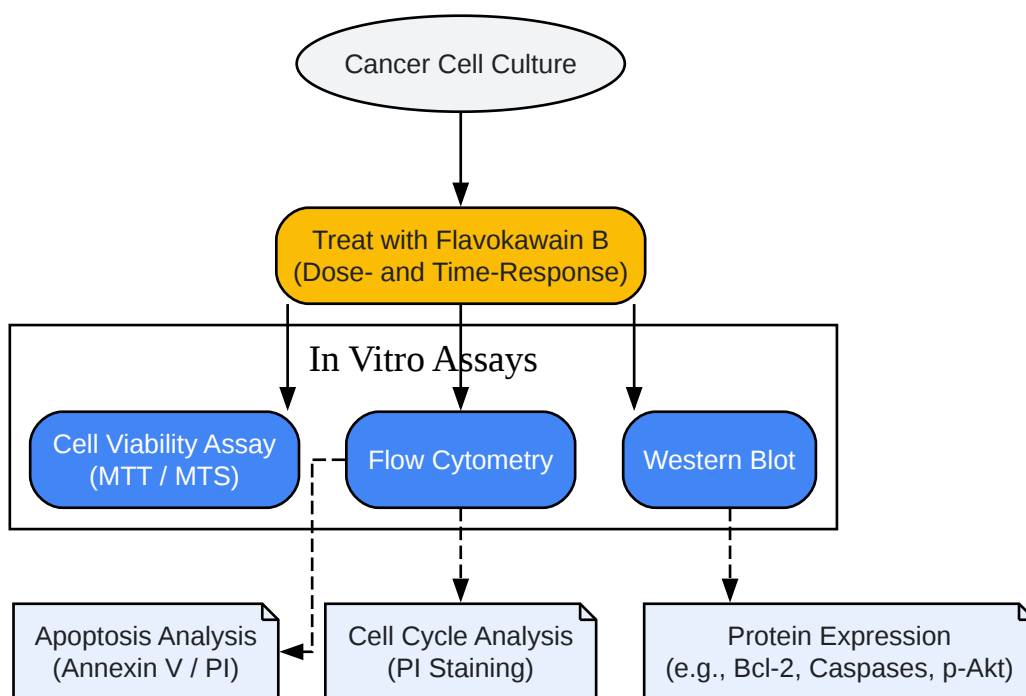 Cancer Cell Culture
Treat with Flavokawain B
(Dose- and Time-Response)
In Vitro Assays
Cell Viability Assay
(MTT / MTS)
Flow Cytometry
Western Blot
Apoptosis Analysis
(Annexin V / PI)
Cell Cycle Analysis
(PI Staining)
Protein Expression
(e.g., Bcl-2, Caspases, p-Akt)